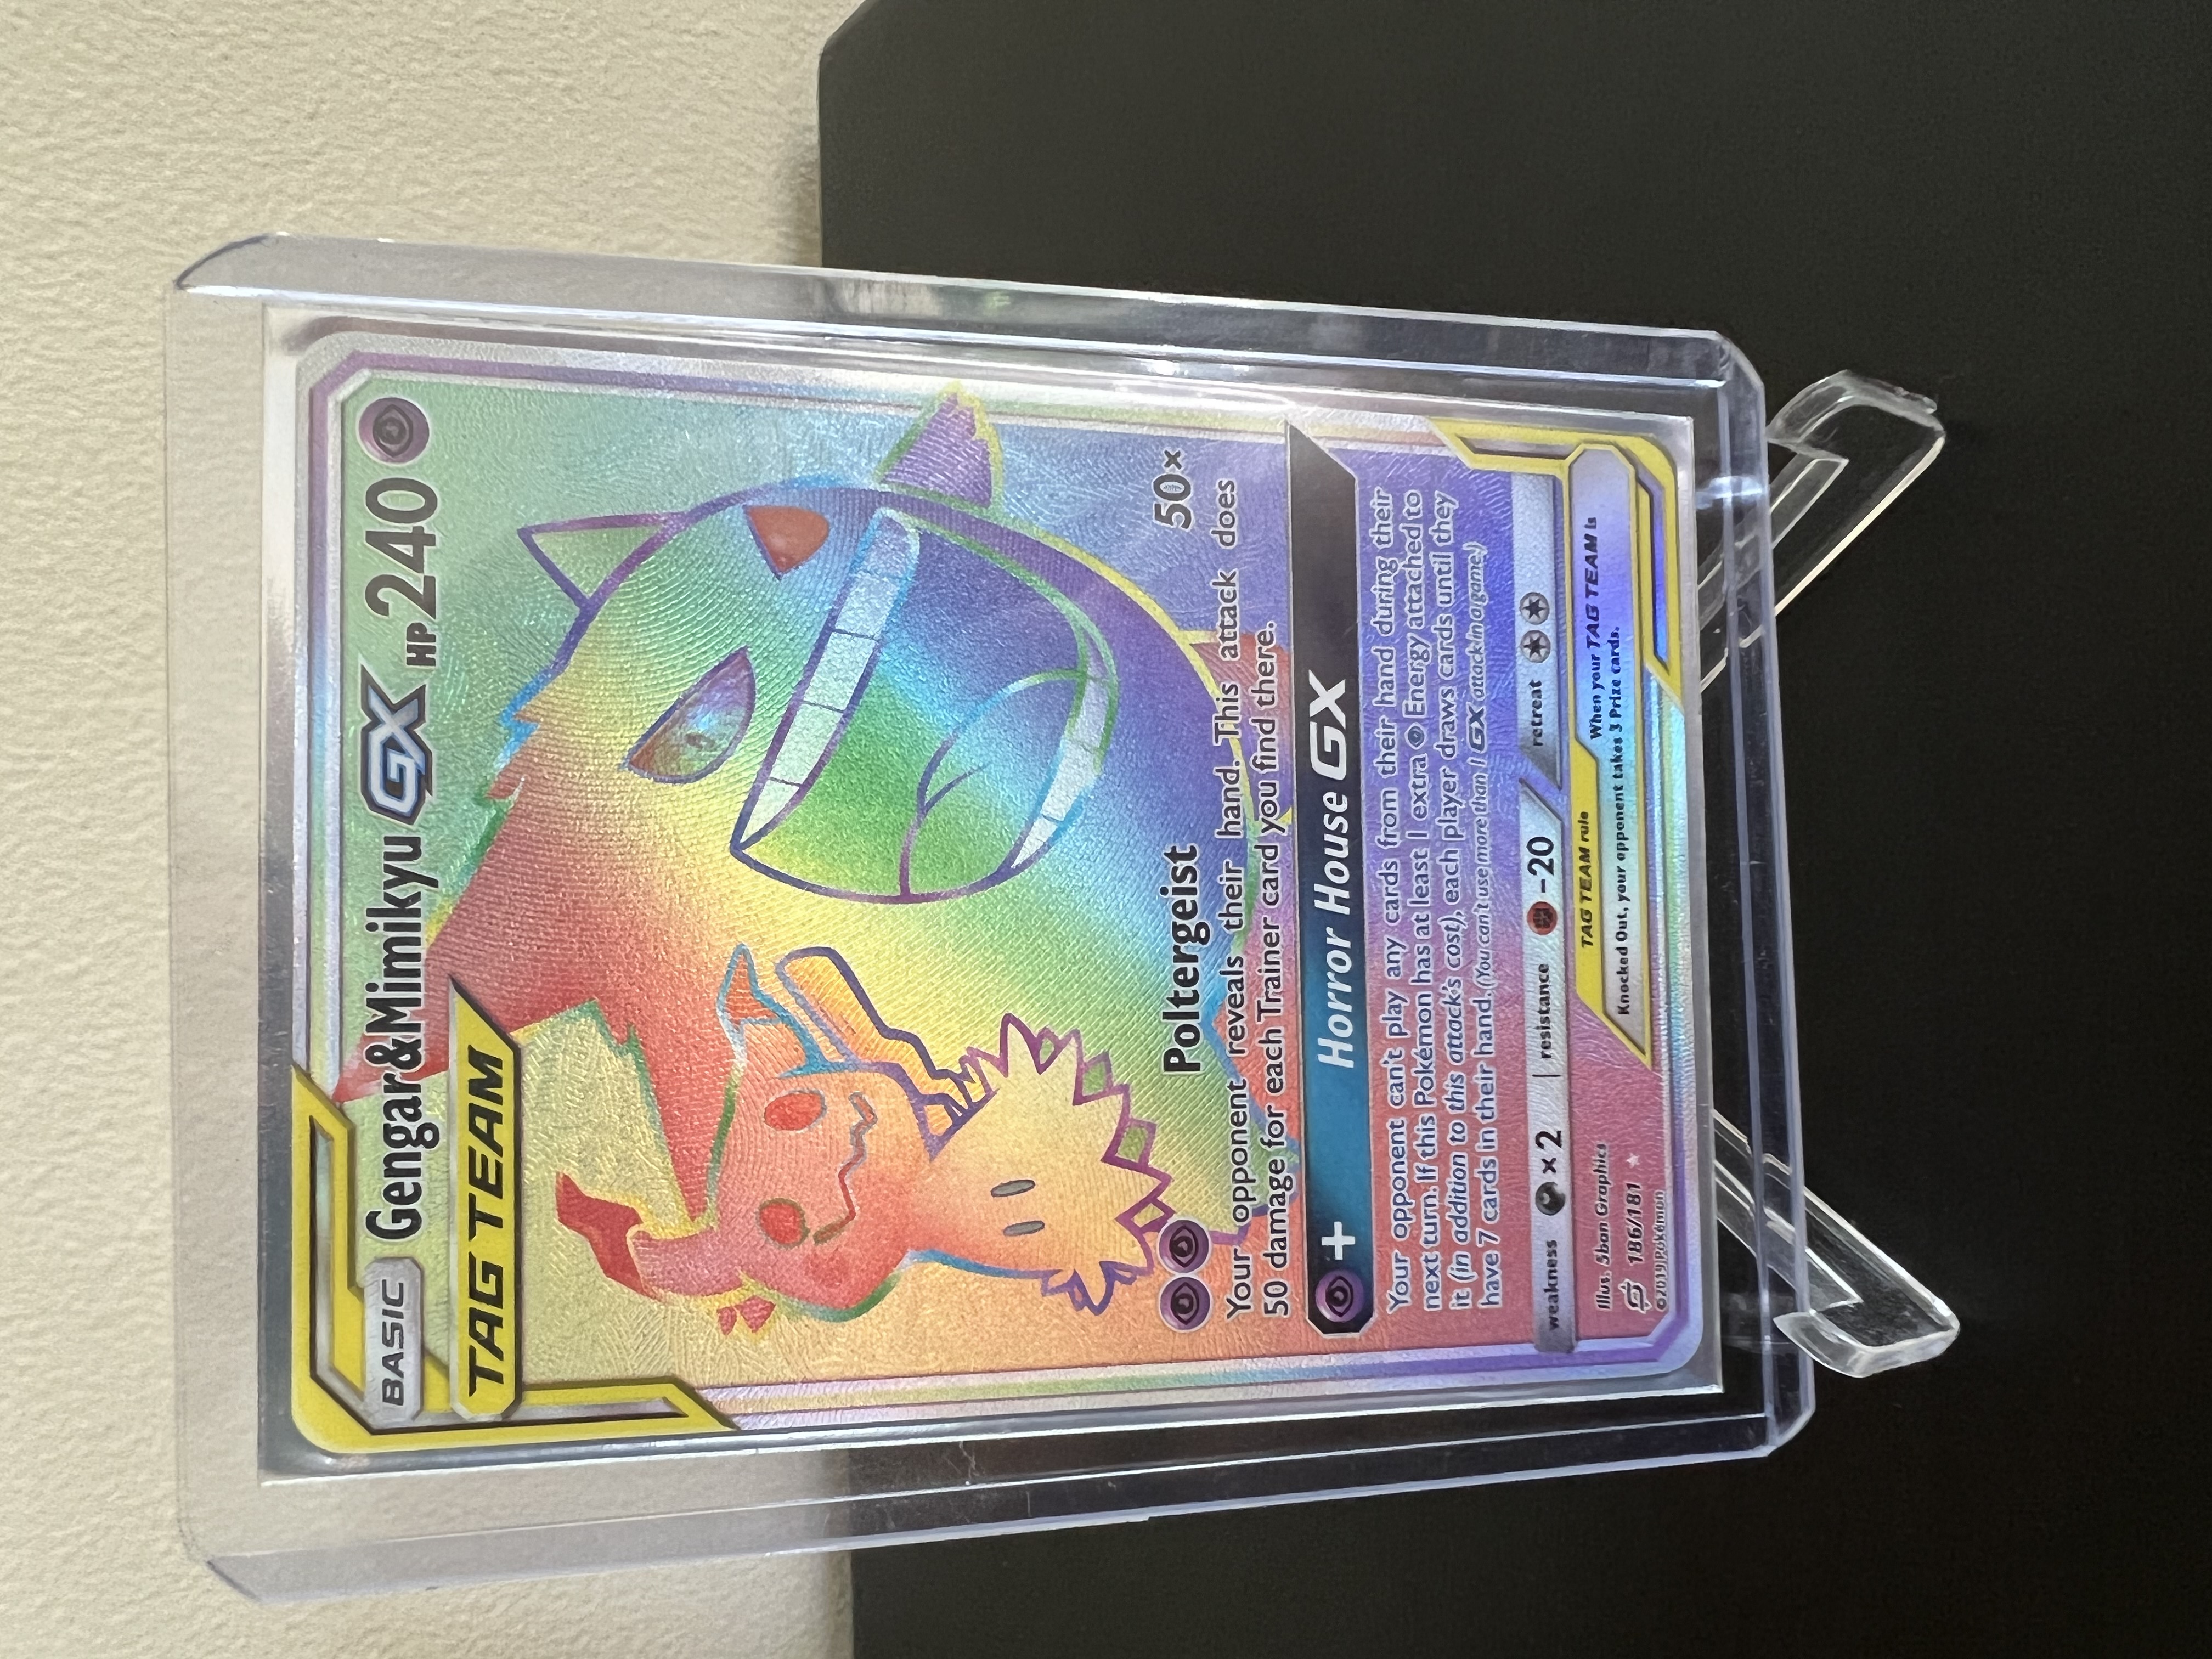 BASIC Gengar&Mimikyu GX HP 240
TAG TEAM
Poltergeist 50×
Your opponent reveals their hand. This attack does
50 damage for each Trainer card you find there.
+ Horror House GX
Your opponent can't play any cards from their hand during their
next turn. If this Pokémon has at least 1 extra Energy attached to
it (in addition to this attack's cost), each player draws cards until they
have 7 cards in their hand. (You can't use more than 1 GX attack in a game.)
weakness ×2 resistance -20 retreat
Illus. 5ban Graphics
TAG TEAM rule When your TAG TEAM is
Knocked Out, your opponent takes 3 Prize cards.
186/181
©2019 Pokémon